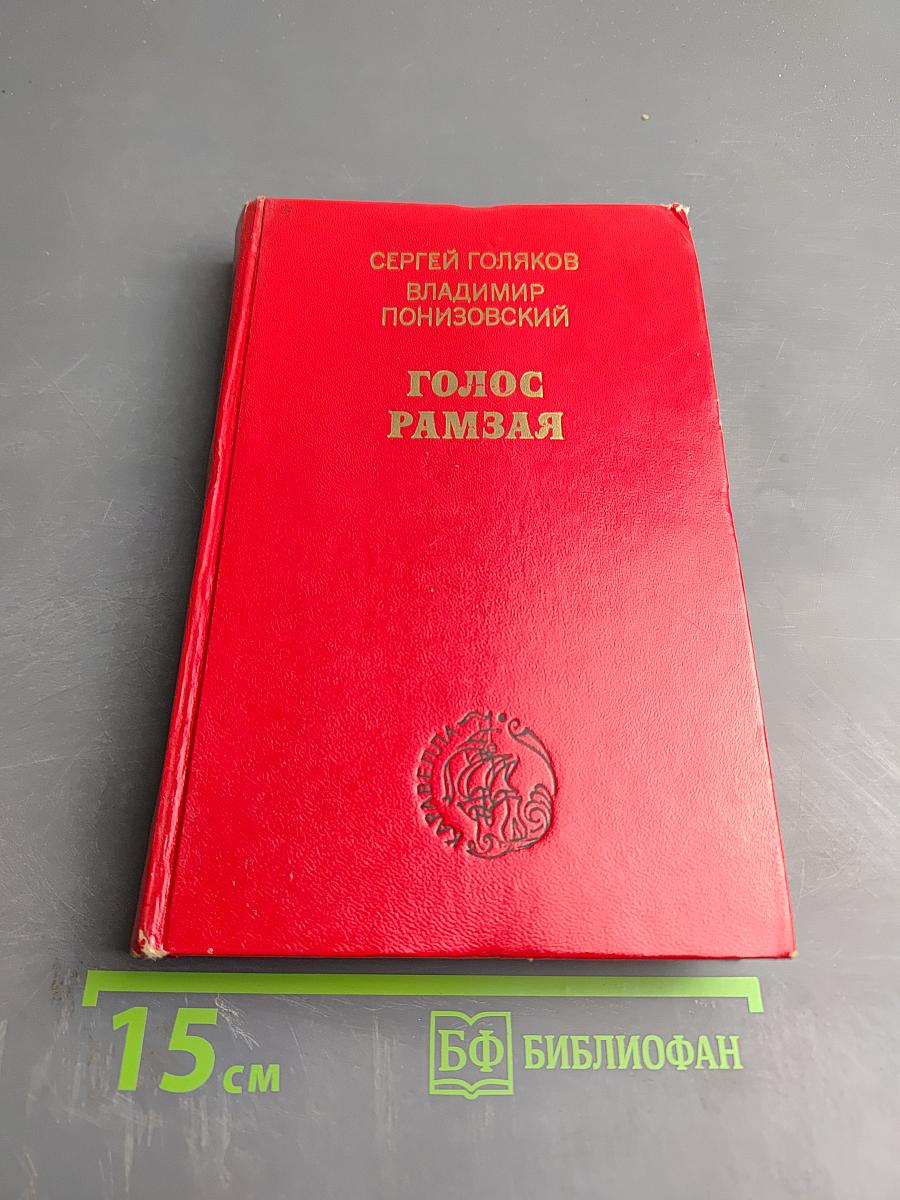 СЕРГЕЙ ГОЛЯКОВ
ВЛАДИМИР
ПОНИЗОВСКИЙ
ГОЛОС
РАМЗАЯ
КАРАВЕЛЛА
15 см
БФ БИБЛИОФАН